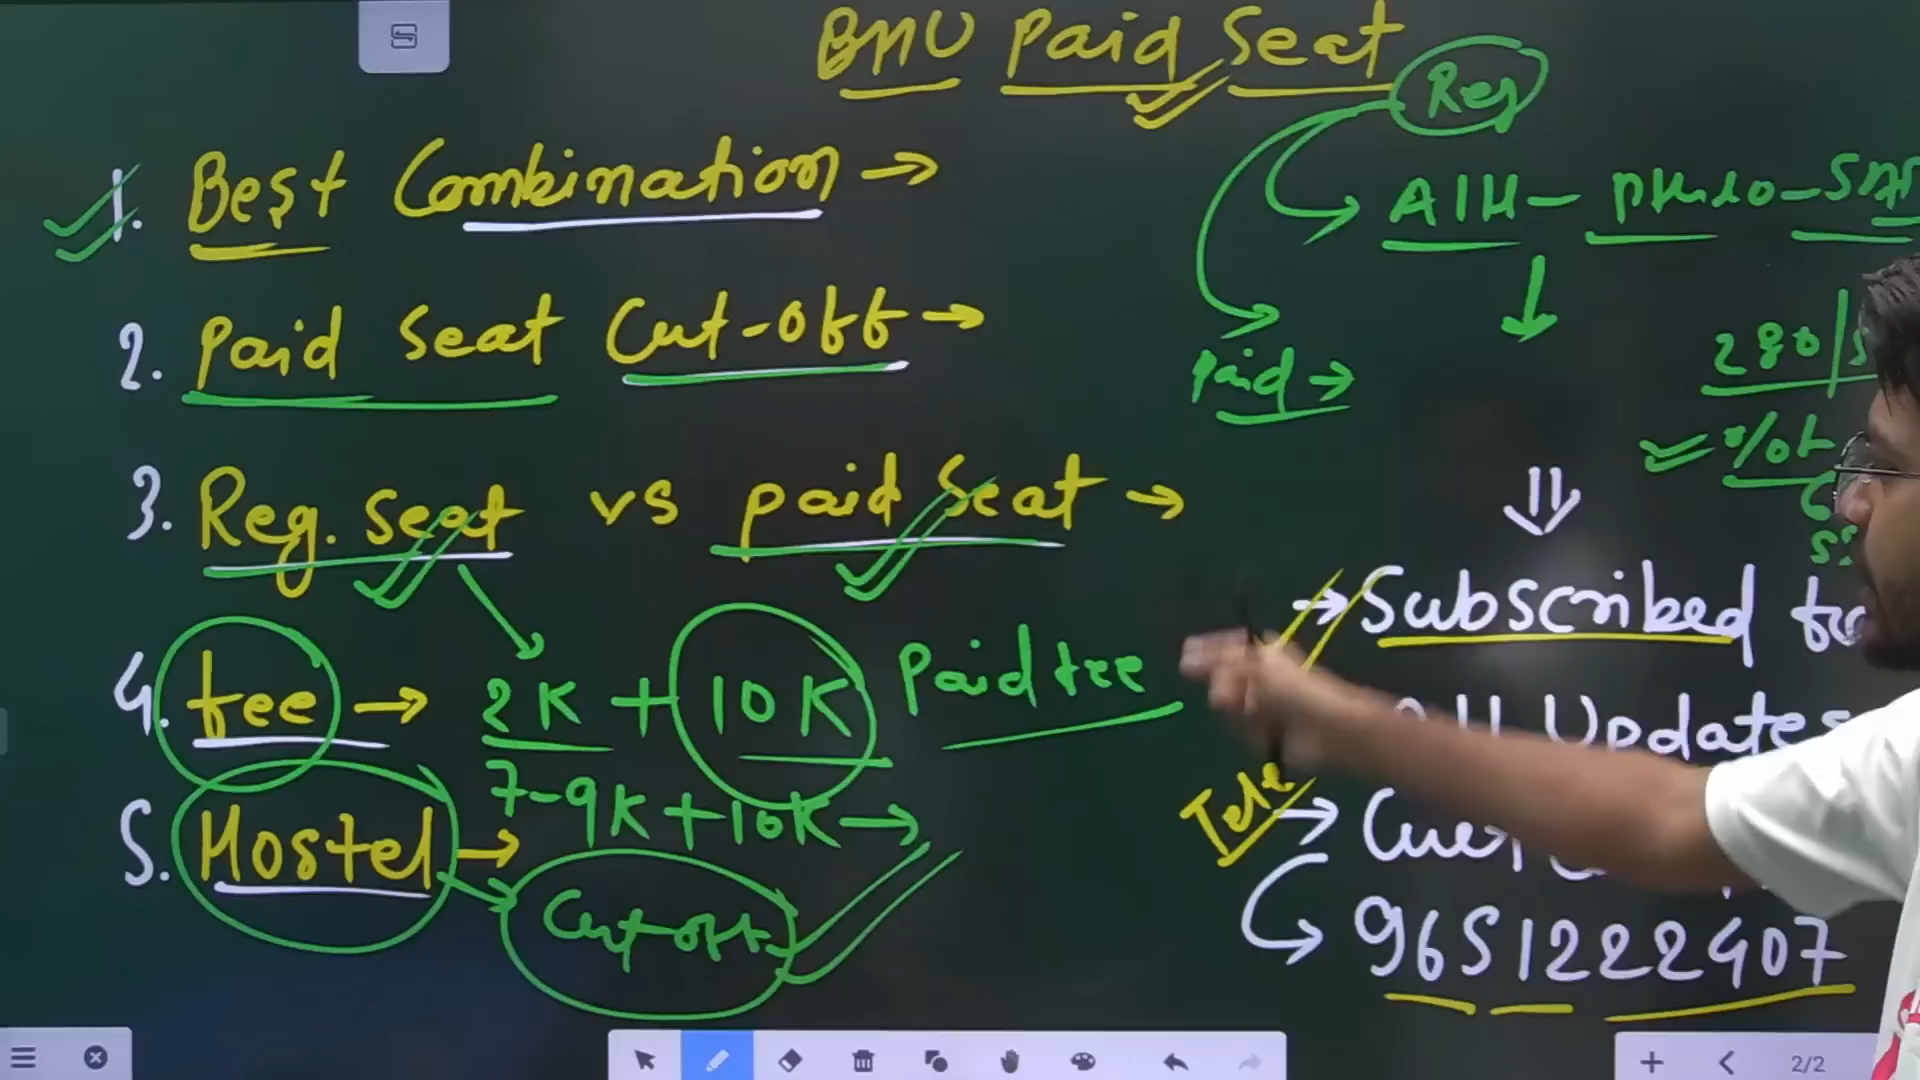 BHU Paid Seat
Reg
1. Best Combination →
AIH -
2. Paid Seat Cut-off →
Paid →
280/
3. Reg. Seat vs paid Seat →
⇓
→ Subscribed
4. fee → 2K + 10K Paid fee
Updates
7-9K + 10K →
5. Hostel →
Tele →
Cut-off
9651222407
2/2